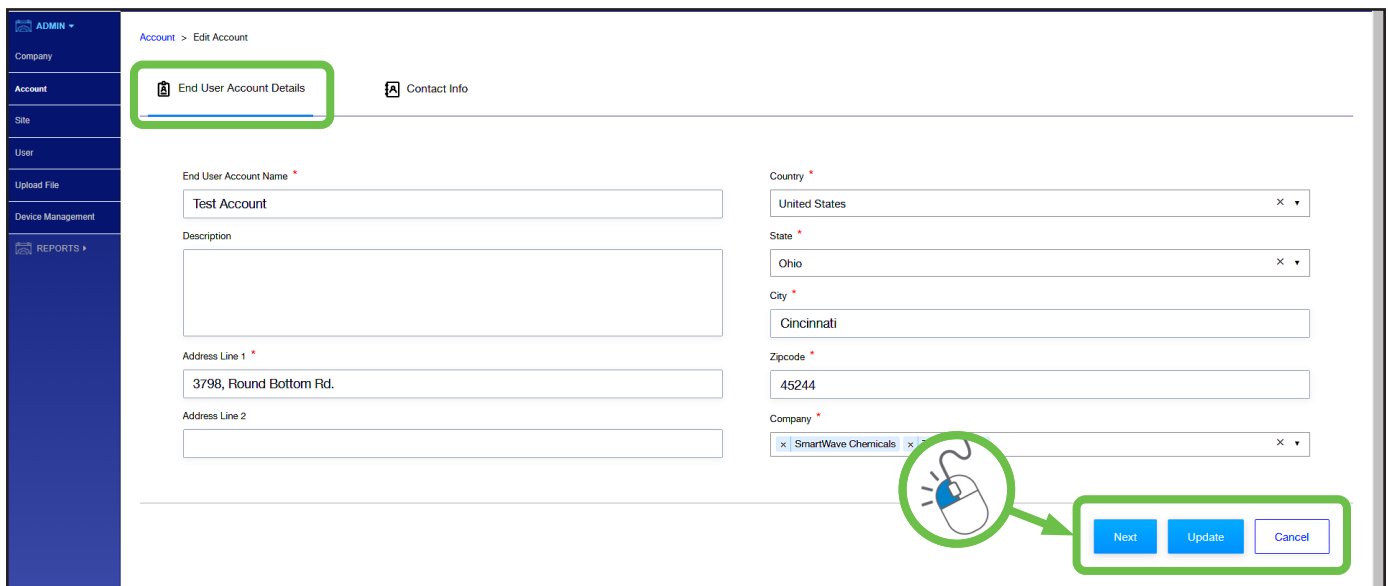 ADMIN
Company
Account
Site
User
Upload File
Device Management
REPORTS
Account > Edit Account
End User Account Details
Contact Info
End User Account Name *
Test Account
Description
Address Line 1 *
3798, Round Bottom Rd.
Address Line 2
Country *
United States
State *
Ohio
City *
Cincinnati
Zipcode *
45244
Company *
× SmartWave Chemicals ×
Next Update Cancel